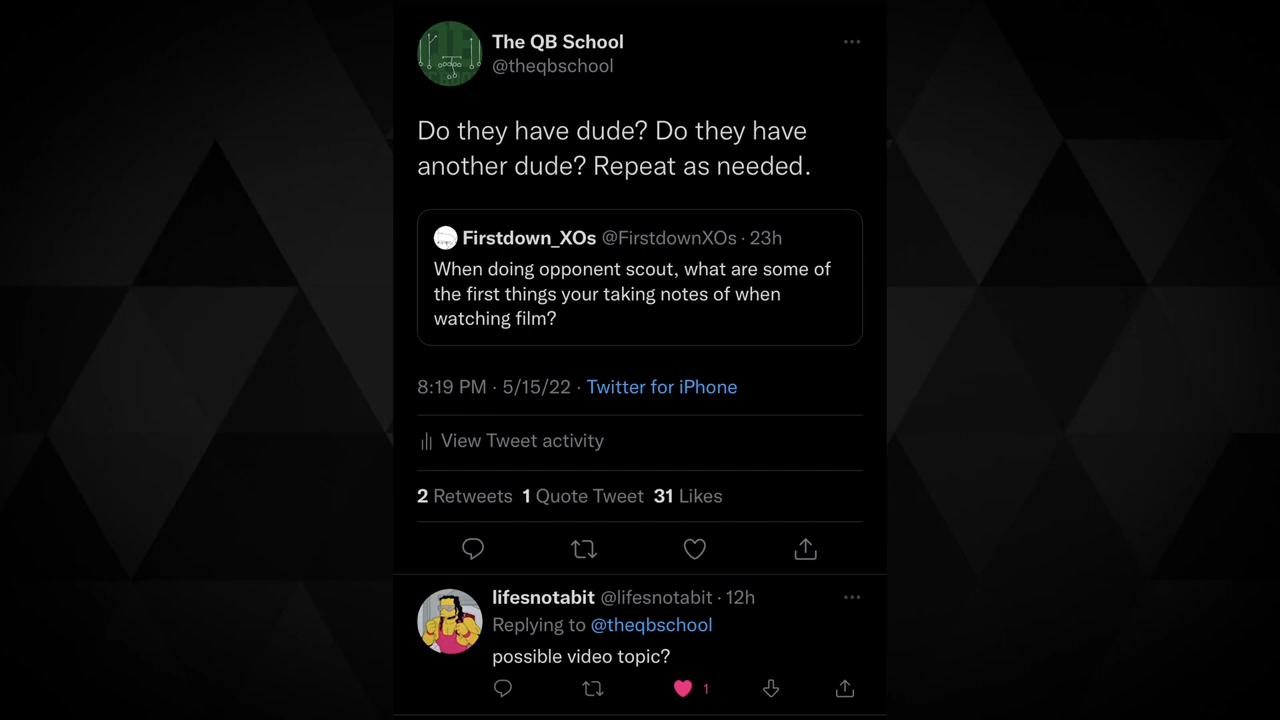 The QB School
@theqbschool
Do they have dude? Do they have
another dude? Repeat as needed.
Firstdown_XOs @FirstdownXOs · 23h
When doing opponent scout, what are some of
the first things your taking notes of when
watching film?
8:19 PM · 5/15/22 · Twitter for iPhone
View Tweet activity
2 Retweets 1 Quote Tweet 31 Likes
lifesnotabit @lifesnotabit · 12h
Replying to @theqbschool
possible video topic?
1